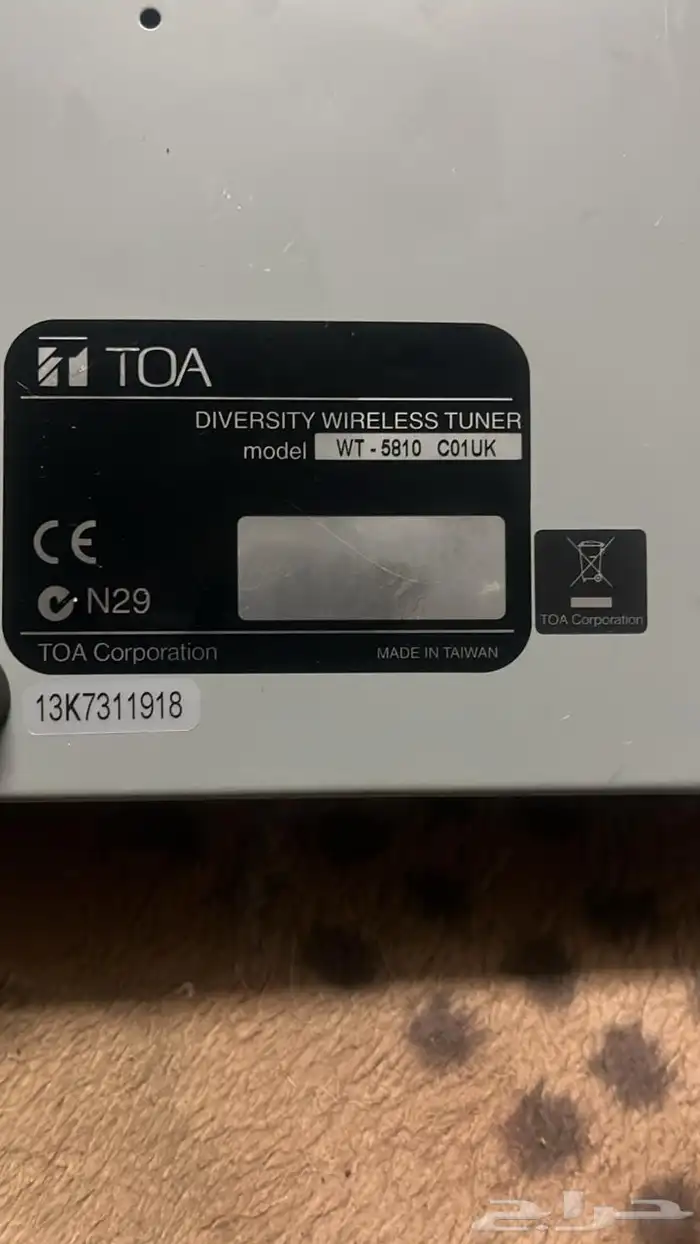 TOA
DIVERSITY WIRELESS TUNER
model WT - 5810 C01UK
CE
N29
TOA Corporation
TOA Corporation MADE IN TAIWAN
13K7311918
حراج